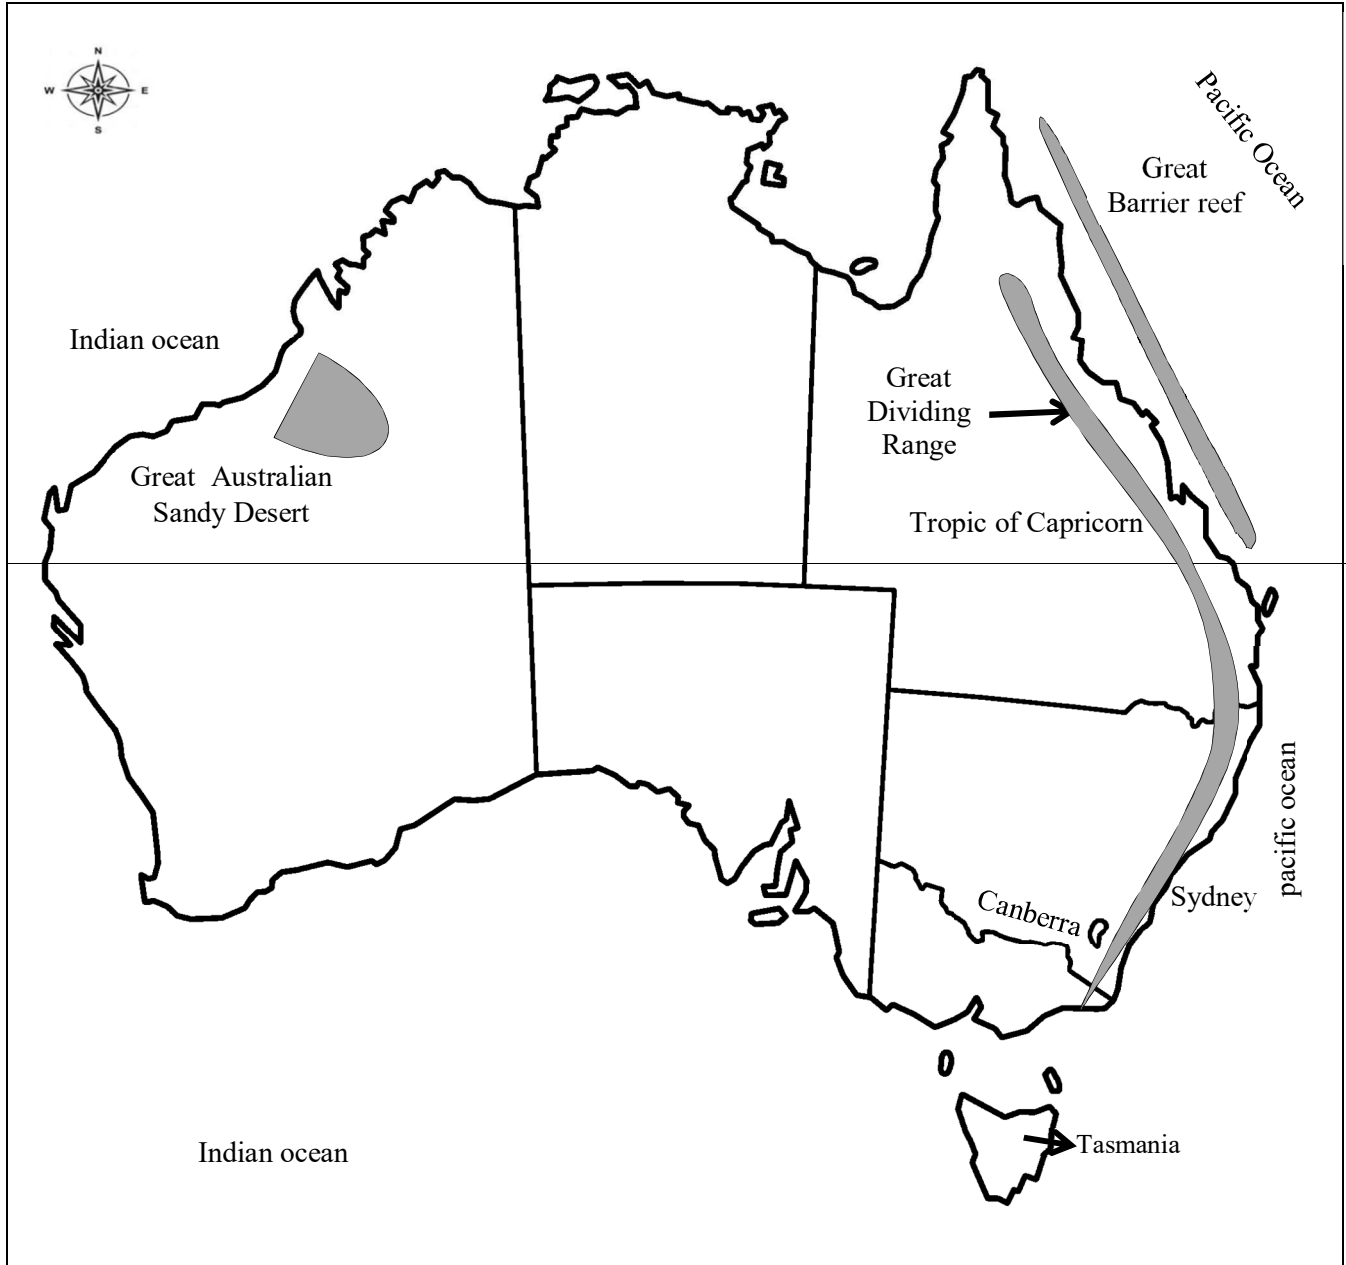 N
W E
S
Pacific Ocean
Great
Barrier reef
Indian ocean
Great
Dividing
Range
Great Australian
Sandy Desert
Tropic of Capricorn
pacific ocean
Sydney
Canberra
Tasmania
Indian ocean